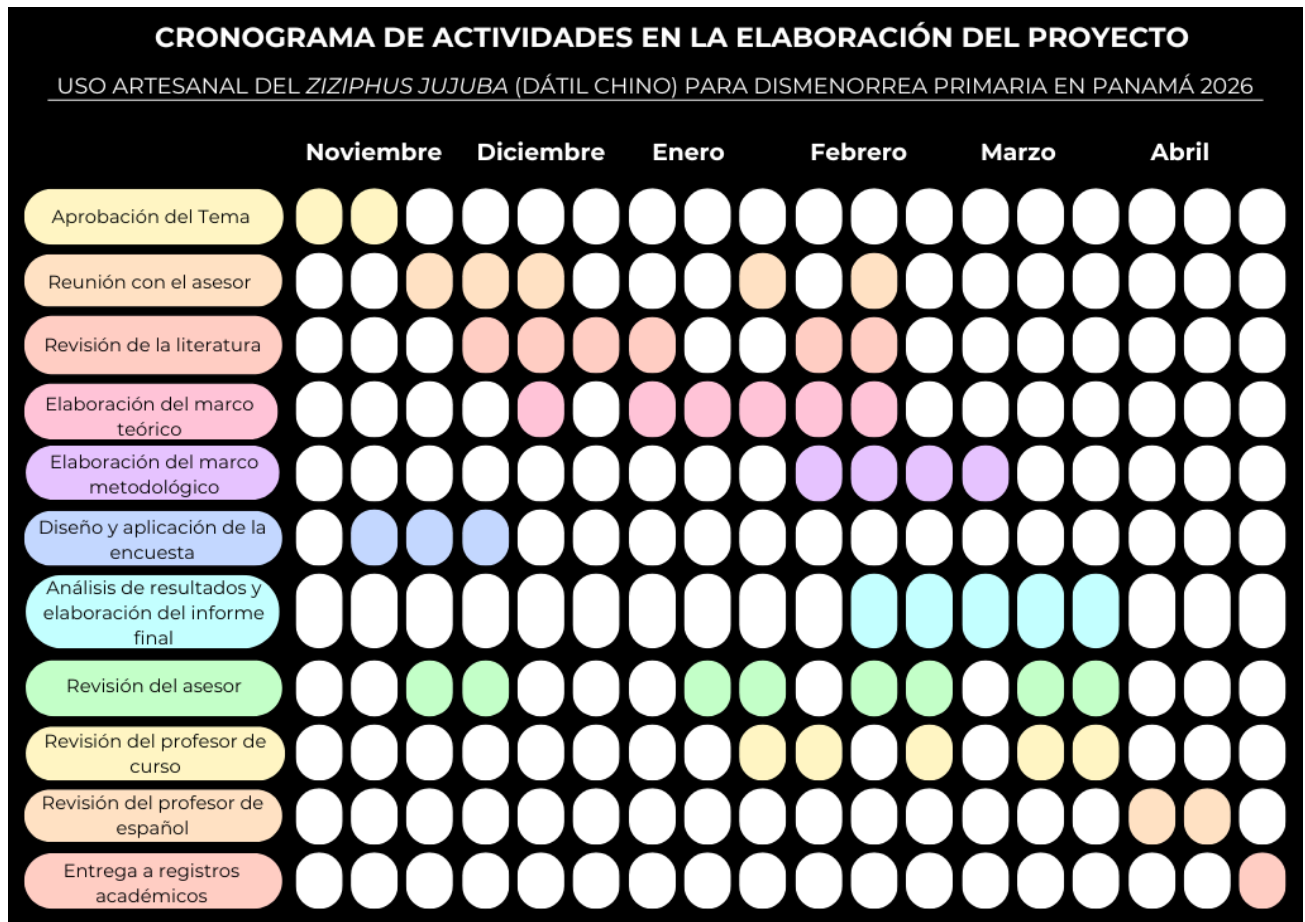 CRONOGRAMA DE ACTIVIDADES EN LA ELABORACIÓN DEL PROYECTO
USO ARTESANAL DEL ZIZIPHUS JUJUBA (DÁTIL CHINO) PARA DISMENORREA PRIMARIA EN PANAMÁ 2026
Noviembre Diciembre Enero Febrero Marzo Abril
Aprobación del Tema
Reunión con el asesor
Revisión de la literatura
Elaboración del marco
teórico
Elaboración del marco
metodológico
Diseño y aplicación de la
encuesta
Análisis de resultados y
elaboración del informe
final
Revisión del asesor
Revisión del profesor de
curso
Revisión del profesor de
español
Entrega a registros
académicos